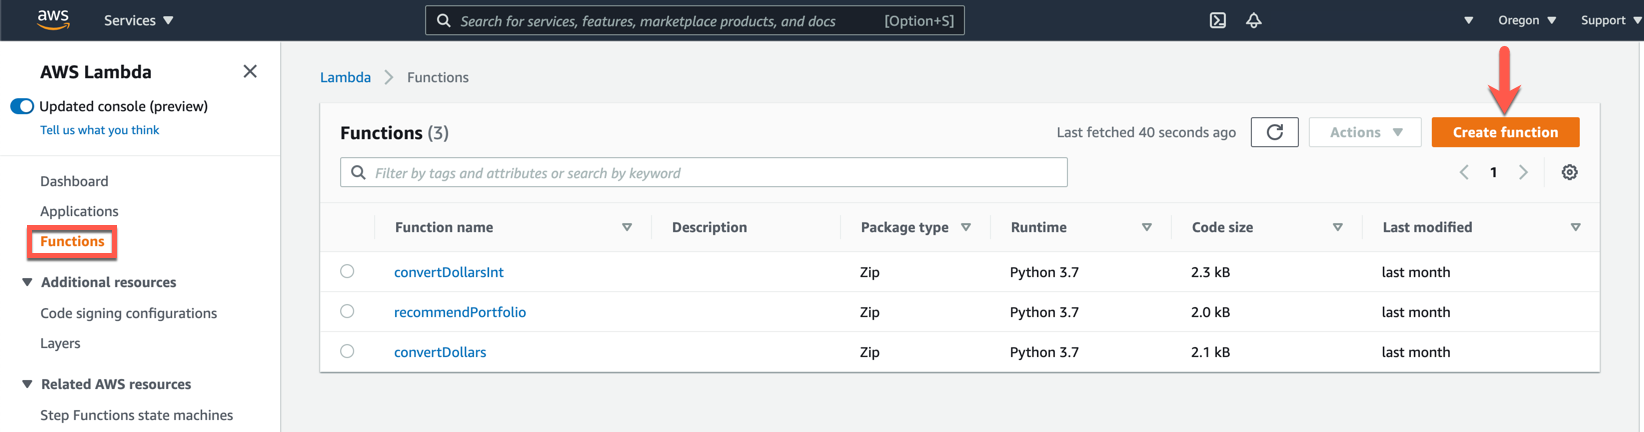 aws Services Search for services, features, marketplace products, and docs [Option+S] Oregon Support
AWS Lambda
Updated console (preview)
Tell us what you think
Dashboard
Applications
Functions
Additional resources
Code signing configurations
Layers
Related AWS resources
Step Functions state machines
Lambda Functions
Functions (3) Last fetched 40 seconds ago Actions Create function
Filter by tags and attributes or search by keyword 1
Function name Description Package type Runtime Code size Last modified
convertDollarsInt Zip Python 3.7 2.3 kB last month
recommendPortfolio Zip Python 3.7 2.0 kB last month
convertDollars Zip Python 3.7 2.1 kB last month